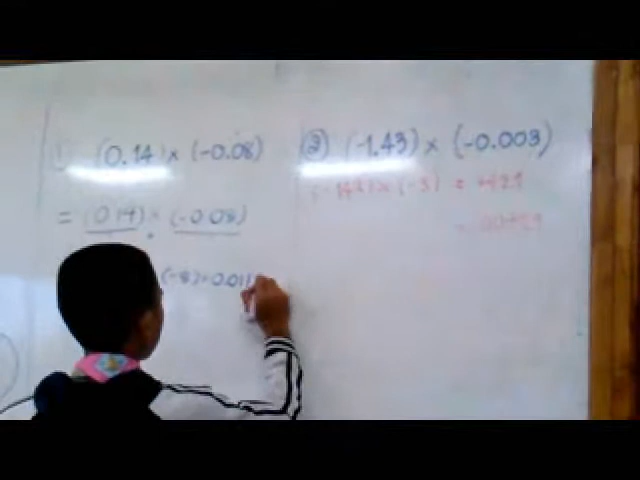 1) (0.14) × (-0.08)
= (0.14) × (-0.08)
(-8) = 0.011
② (-1.43) × (-0.003)
(-143) × (-3) = +429